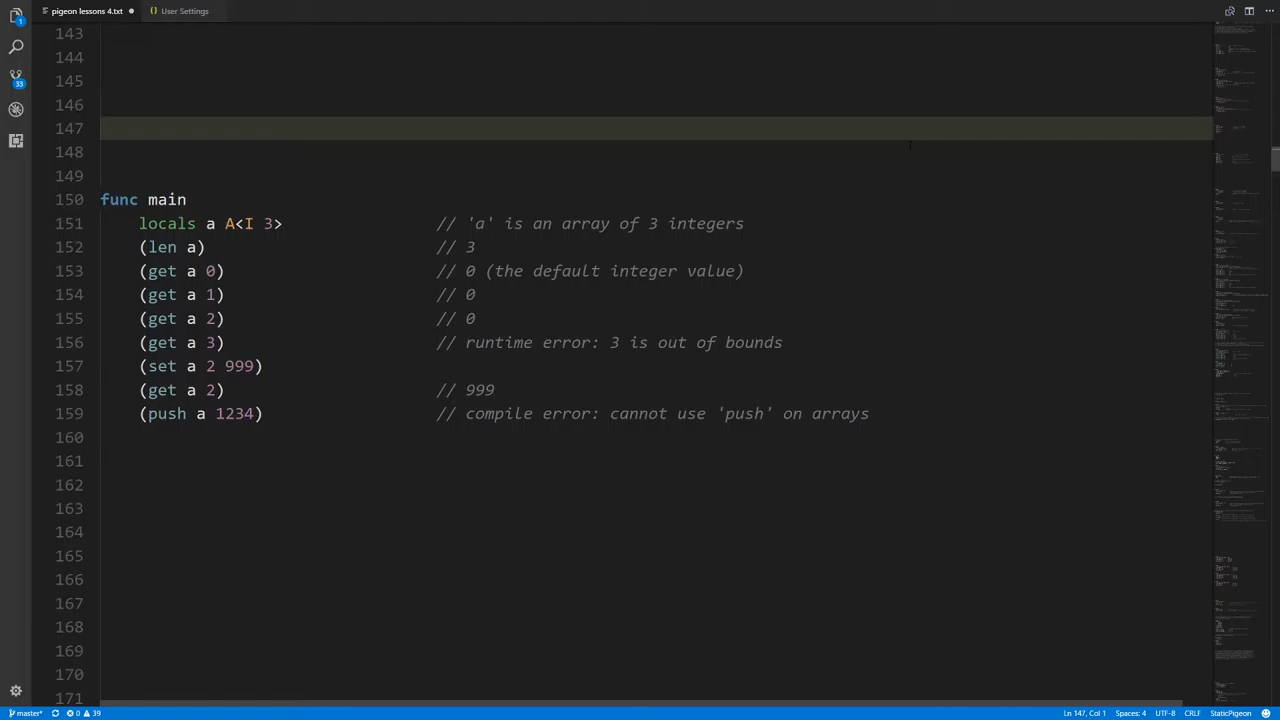 pigeon lessons 4.txt
User Settings
1
33
143
144
145
146
147
148
149
150 func main
151 locals a A<I 3> // 'a' is an array of 3 integers
152 (len a) // 3
153 (get a 0) // 0 (the default integer value)
154 (get a 1) // 0
155 (get a 2) // 0
156 (get a 3) // runtime error: 3 is out of bounds
157 (set a 2 999)
158 (get a 2) // 999
159 (push a 1234) // compile error: cannot use 'push' on arrays
160
161
162
163
164
165
166
167
168
169
170
171
master* 0 39 Ln 147, Col 1 Spaces: 4 UTF-8 CRLF StaticPigeon